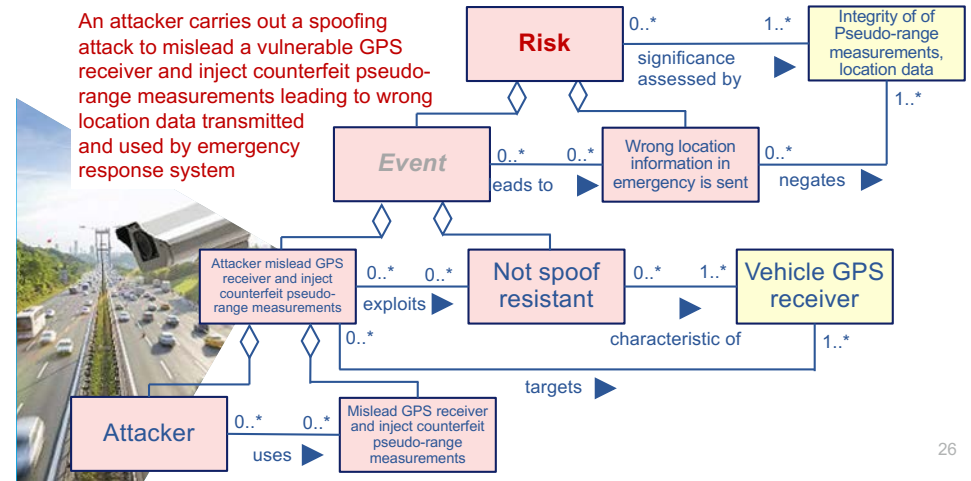 An attacker carries out a spoofing
attack to mislead a vulnerable GPS
receiver and inject counterfeit pseudo-
range measurements leading to wrong
location data transmitted
and used by emergency
response system
Risk
0..*
1..*
significance
assessed by
Integrity of of
Pseudo-range
measurements,
location data
1..*
Event
0..*
0..*
leads to
Wrong location
information in
emergency is sent
0..*
negates
Attacker mislead GPS
receiver and inject
counterfeit pseudo-
range measurements
0..*
0..*
exploits
Not spoof
resistant
0..*
1..*
characteristic of
Vehicle GPS
receiver
0..*
1..*
targets
Attacker
0..*
0..*
uses
Mislead GPS receiver
and inject counterfeit
pseudo-range
measurements
26